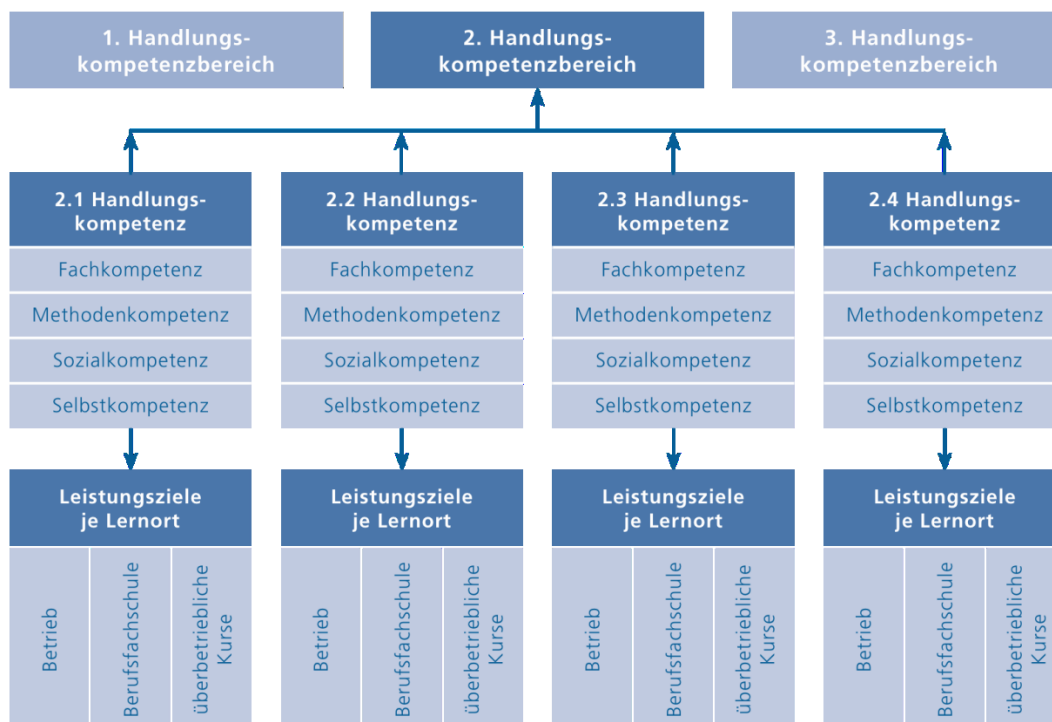 1. Handlungs-
kompetenzbereich
2. Handlungs-
kompetenzbereich
3. Handlungs-
kompetenzbereich
2.1 Handlungs-
kompetenz
Fachkompetenz
Methodenkompetenz
Sozialkompetenz
Selbstkompetenz
Leistungsziele
je Lernort
Betrieb
Berufsfachschule
überbetriebliche
Kurse
2.2 Handlungs-
kompetenz
Fachkompetenz
Methodenkompetenz
Sozialkompetenz
Selbstkompetenz
Leistungsziele
je Lernort
Betrieb
Berufsfachschule
überbetriebliche
Kurse
2.3 Handlungs-
kompetenz
Fachkompetenz
Methodenkompetenz
Sozialkompetenz
Selbstkompetenz
Leistungsziele
je Lernort
Betrieb
Berufsfachschule
überbetriebliche
Kurse
2.4 Handlungs-
kompetenz
Fachkompetenz
Methodenkompetenz
Sozialkompetenz
Selbstkompetenz
Leistungsziele
je Lernort
Betrieb
Berufsfachschule
überbetriebliche
Kurse